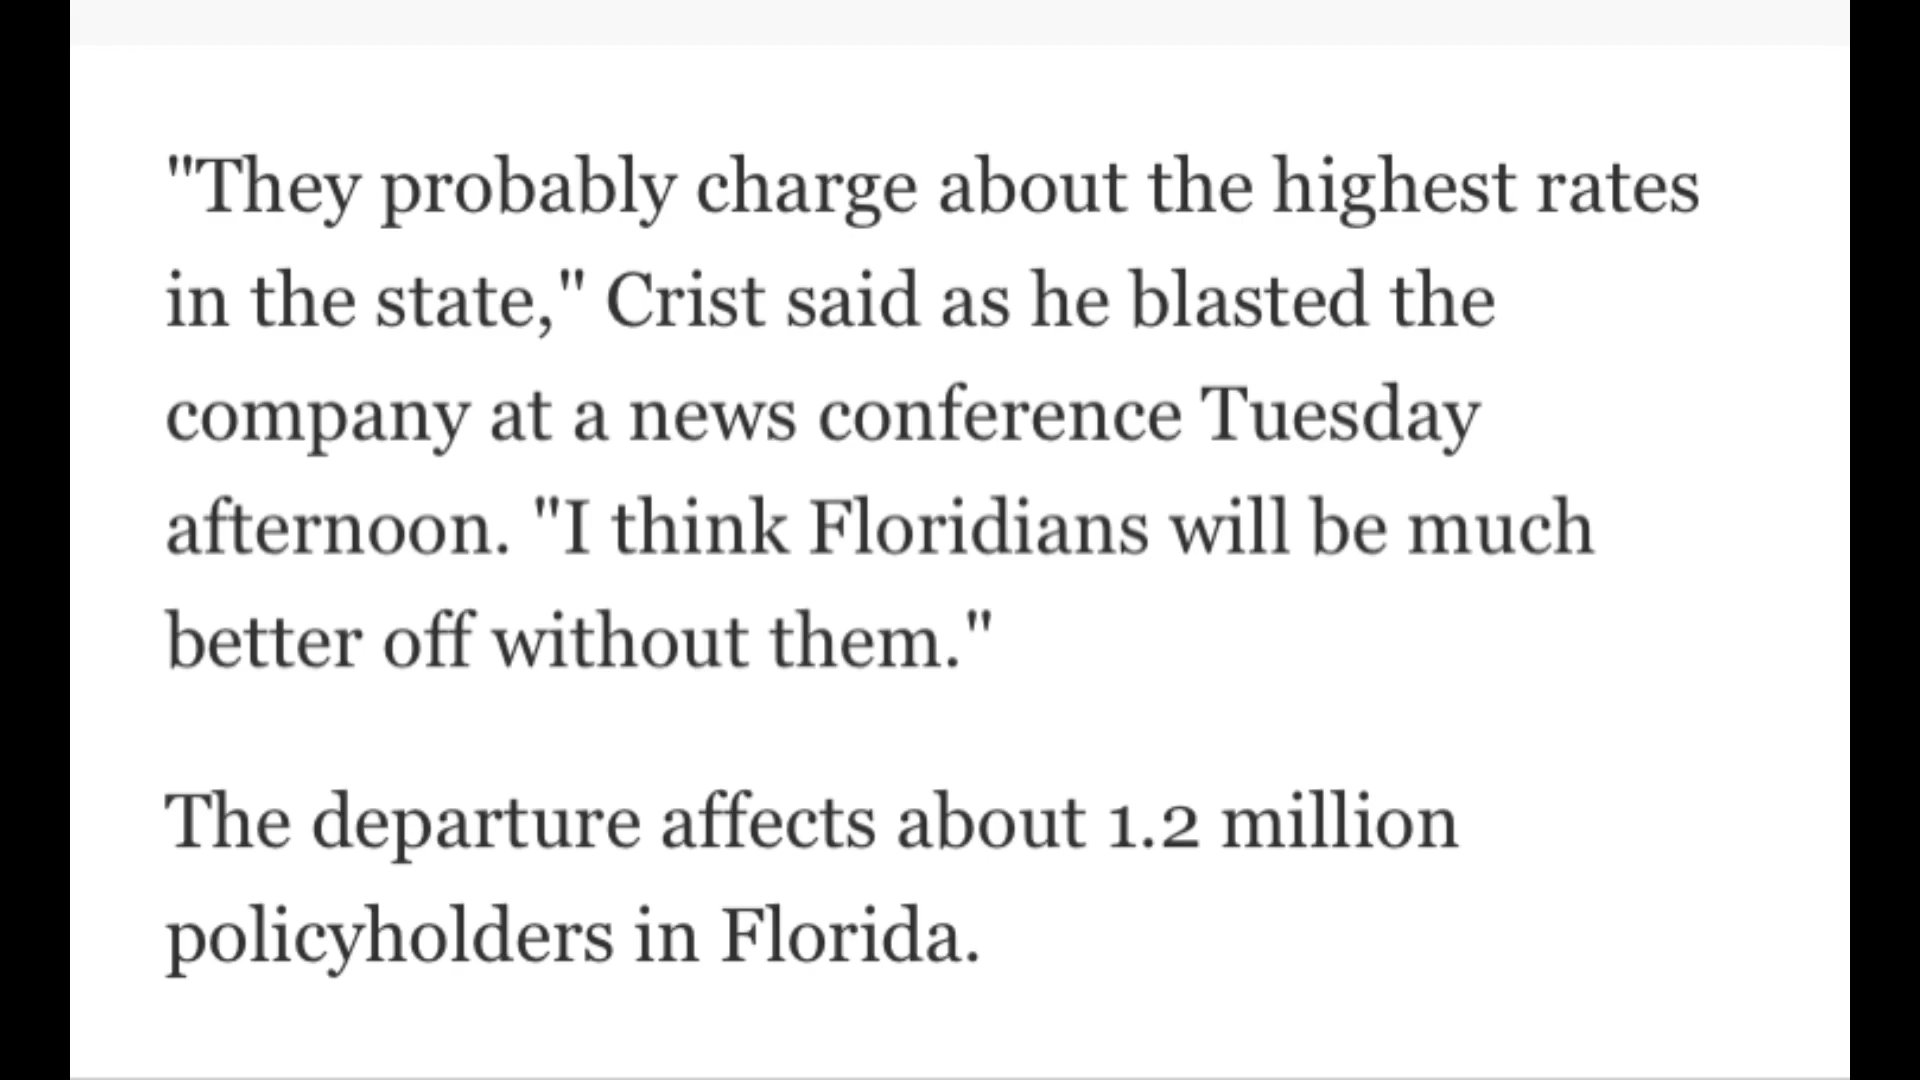 "They probably charge about the highest rates
in the state," Crist said as he blasted the
company at a news conference Tuesday
afternoon. "I think Floridians will be much
better off without them."
The departure affects about 1.2 million
policyholders in Florida.